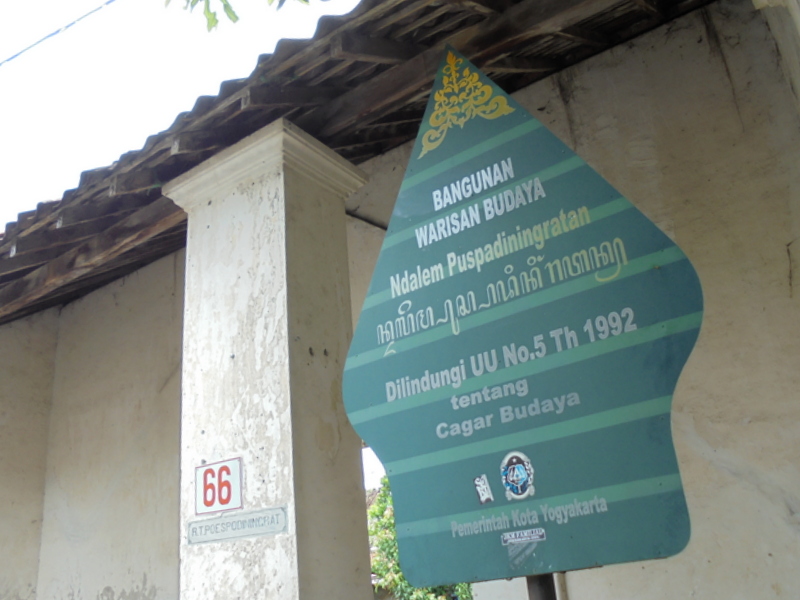 BANGUNAN
WARISAN BUDAYA
Ndalem Puspadiningratan
Dilindungi UU No.5 Th 1992
tentang
Cagar Budaya
Pemerintah Kota Yogyakarta
66
R.T.POESPODININGRAT